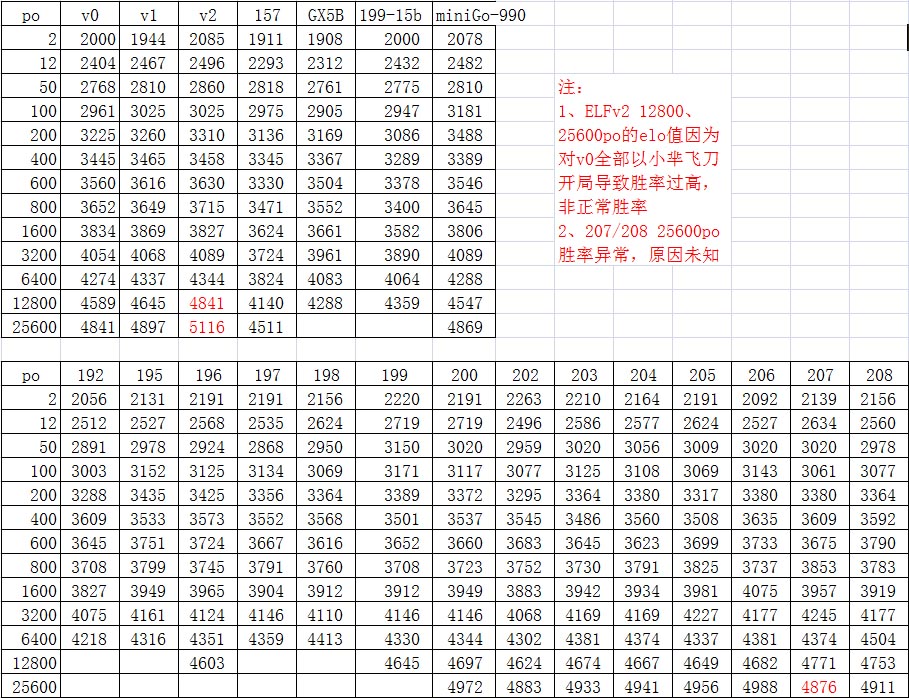 po v0 v1 v2 157 GX5B 199-15b miniGo-990
2 2000 1944 2085 1911 1908 2000 2078
12 2404 2467 2496 2293 2312 2432 2482
50 2768 2810 2860 2818 2761 2775 2810
100 2961 3025 3025 2975 2905 2947 3181
200 3225 3260 3310 3136 3169 3086 3488
400 3445 3465 3458 3345 3367 3289 3389
600 3560 3616 3630 3330 3504 3378 3546
800 3652 3649 3715 3471 3552 3400 3645
1600 3834 3869 3827 3624 3661 3582 3806
3200 4054 4068 4089 3724 3961 3890 4089
6400 4274 4337 4344 3824 4083 4064 4288
12800 4589 4645 4841 4140 4288 4359 4547
25600 4841 4897 5116 4511 4869
注：
1、ELFv2 12800、
25600po的elo值因为
对v0全部以小芈飞刀
开局导致胜率过高，
非正常胜率
2、207/208 25600po
胜率异常，原因未知
po 192 195 196 197 198 199 200 202 203 204 205 206 207 208
2 2056 2131 2191 2191 2156 2220 2191 2263 2210 2164 2191 2092 2139 2156
12 2512 2527 2568 2535 2624 2719 2719 2496 2586 2577 2624 2527 2634 2560
50 2891 2978 2924 2868 2950 3150 3020 2959 3020 3056 3009 3020 3020 2978
100 3003 3152 3125 3134 3069 3171 3117 3077 3125 3108 3069 3143 3061 3077
200 3288 3435 3425 3356 3364 3389 3372 3295 3364 3380 3317 3380 3380 3364
400 3609 3533 3573 3552 3568 3501 3537 3545 3486 3560 3508 3635 3609 3592
600 3645 3751 3724 3667 3616 3652 3660 3683 3645 3623 3699 3733 3675 3790
800 3708 3799 3745 3791 3760 3708 3723 3752 3730 3791 3825 3737 3853 3783
1600 3827 3949 3965 3904 3912 3912 3949 3883 3942 3934 3981 4075 3957 3919
3200 4075 4161 4124 4146 4110 4146 4146 4068 4169 4169 4227 4177 4245 4177
6400 4218 4316 4351 4359 4413 4330 4344 4302 4381 4374 4337 4381 4374 4504
12800 4603 4645 4697 4624 4674 4667 4649 4682 4771 4753
25600 4972 4883 4933 4941 4956 4988 4876 4911